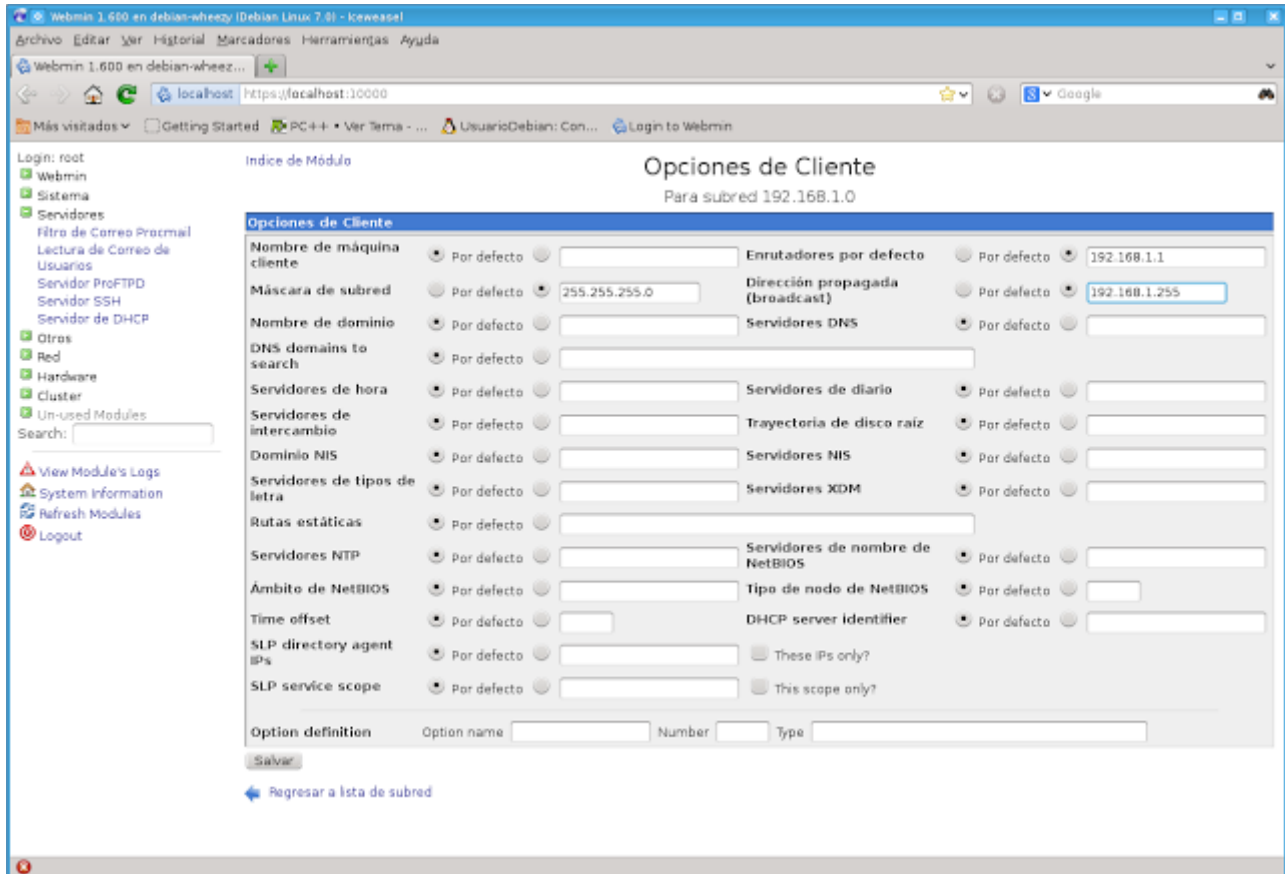 Webmin 1.600 en debian-wheezy (Debian Linux 7.0) - Iceweasel
Archivo Editar Ver Historial Marcadores Herramientas Ayuda
Webmin 1.600 en debian-wheez...
localhost https://localhost:10000 Google
Más visitados Getting Started PC++ • Ver Tema - ... UsuarioDebian: Con... Login to Webmin
Login: root
Webmin
Sistema
Servidores
Filtro de Correo Procmail
Lectura de Correo de
Usuarios
Servidor ProFTPD
Servidor SSH
Servidor de DHCP
Otros
Red
Hardware
Cluster
Un-used Modules
Search:
View Module's Logs
System Information
Refresh Modules
Logout
Indice de Módulo
Opciones de Cliente
Para subred 192.168.1.0
Opciones de Cliente
Nombre de máquina cliente Por defecto Enrutadores por defecto Por defecto 192.168.1.1
Máscara de subred Por defecto 255.255.255.0 Dirección propagada (broadcast) Por defecto 192.168.1.255
Nombre de dominio Por defecto Servidores DNS Por defecto
DNS domains to search Por defecto
Servidores de hora Por defecto Servidores de diario Por defecto
Servidores de intercambio Por defecto Trayectoria de disco raíz Por defecto
Dominio NIS Por defecto Servidores NIS Por defecto
Servidores de tipos de letra Por defecto Servidores XDM Por defecto
Rutas estáticas Por defecto
Servidores NTP Por defecto Servidores de nombre de NetBIOS Por defecto
Ámbito de NetBIOS Por defecto Tipo de nodo de NetBIOS Por defecto
Time offset Por defecto DHCP server identifier Por defecto
SLP directory agent IPs Por defecto These IPs only?
SLP service scope Por defecto This scope only?
Option definition Option name Number Type
Salvar
Regresar a lista de subred